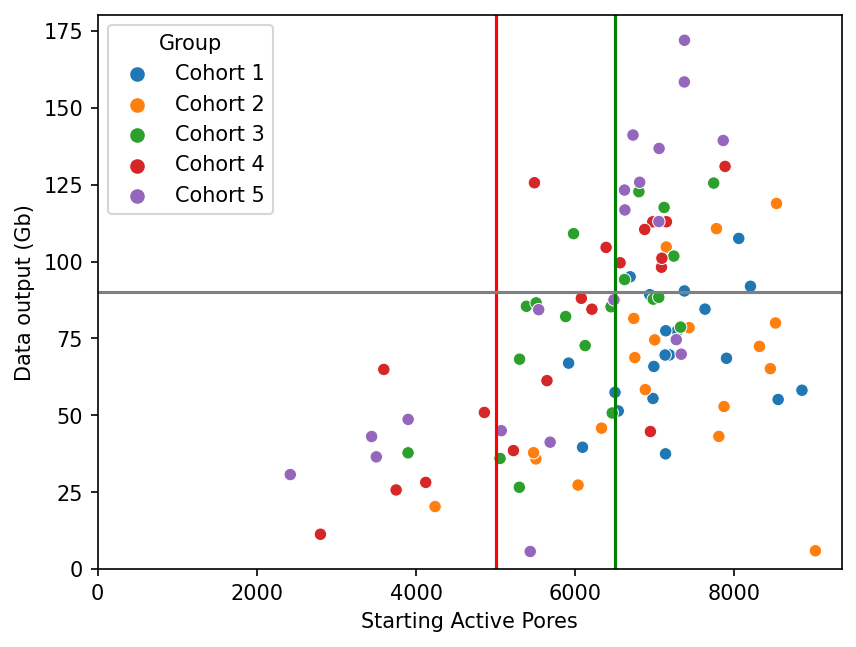 175
150
125
100
75
50
25
0
Data output (Gb)
Group
Cohort 1
Cohort 2
Cohort 3
Cohort 4
Cohort 5
0 2000 4000 6000 8000
Starting Active Pores